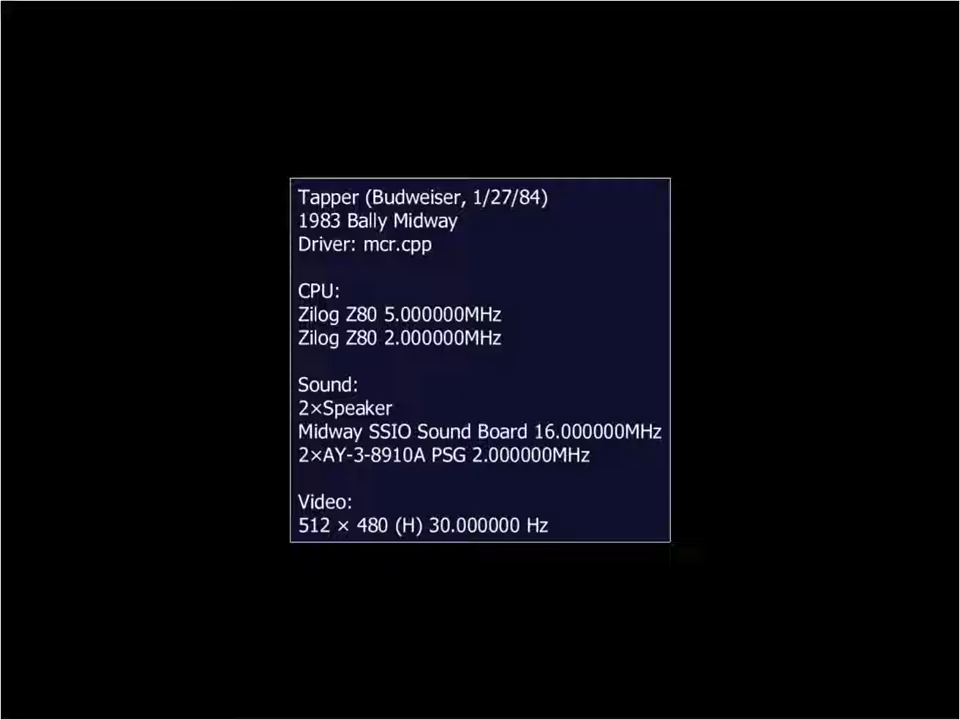 Tapper (Budweiser, 1/27/84)
1983 Bally Midway
Driver: mcr.cpp
CPU:
Zilog Z80 5.000000MHz
Zilog Z80 2.000000MHz
Sound:
2×Speaker
Midway SSIO Sound Board 16.000000MHz
2×AY-3-8910A PSG 2.000000MHz
Video:
512 × 480 (H) 30.000000 Hz